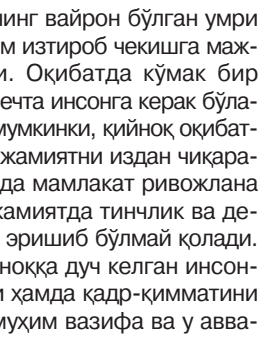 нинг вайрон бўлган умри
м изтироб чекишга маж-
и. Оқибатда кўмак бир
ечта инсонга керак бўла-
мумкинки, қийноқ оқибат-
жамиятни издан чиқара-
да мамлакат ривожлана
жамиятда тинчлик ва де-
эришиб бўлмай қолади.
ноққа дуч келган инсон-
и ҳамда қадр-қимматини
муҳим вазифа ва у авва-